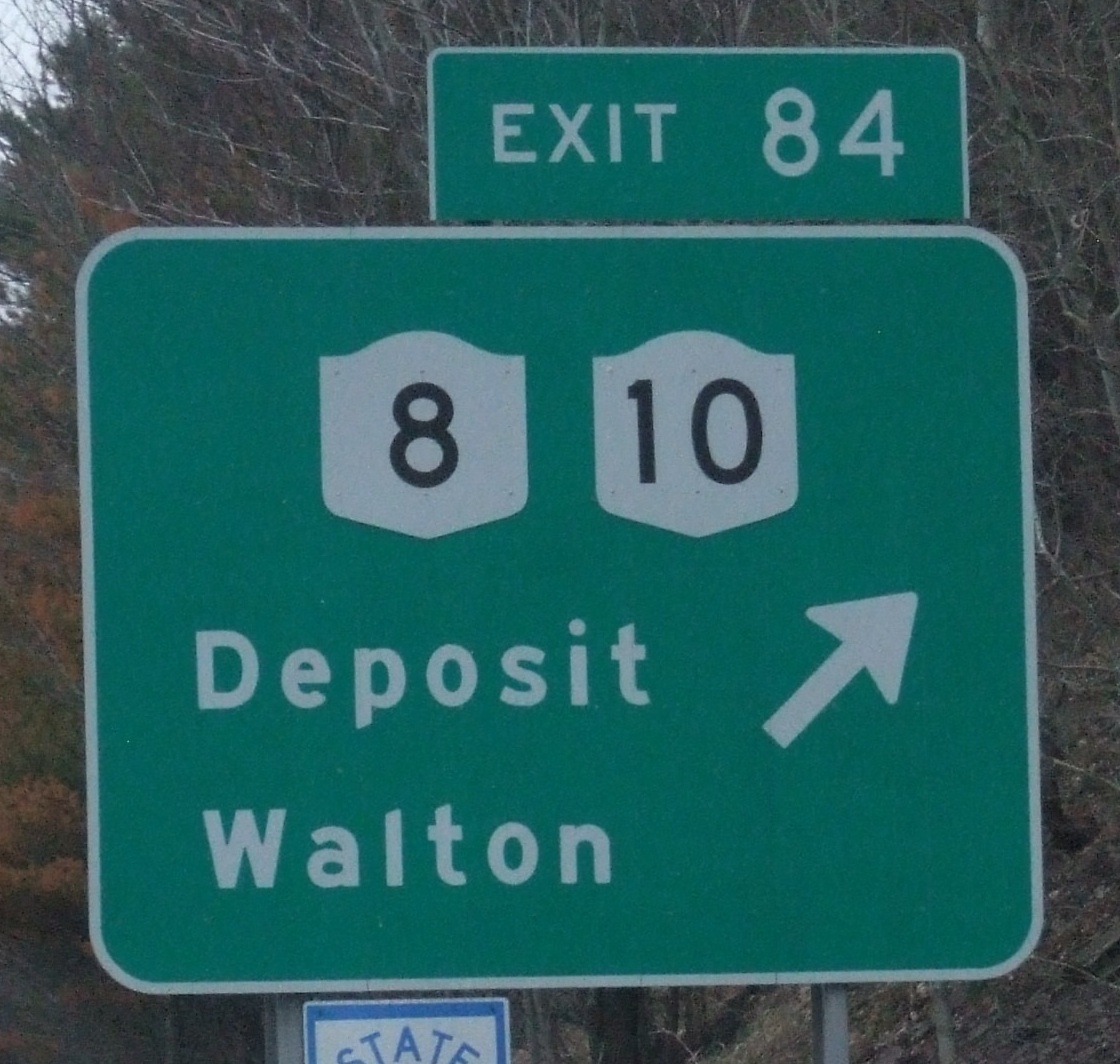 EXIT 84
8 10
Deposit
Walton
STATE